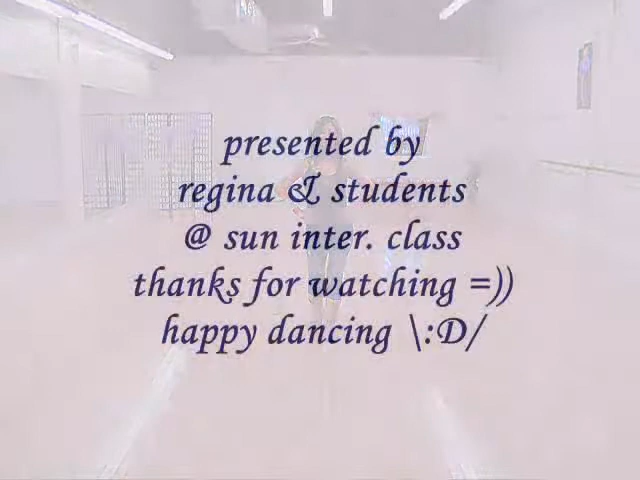 presented by
regina & students
@ sun inter. class
thanks for watching =))
happy dancing \:D/